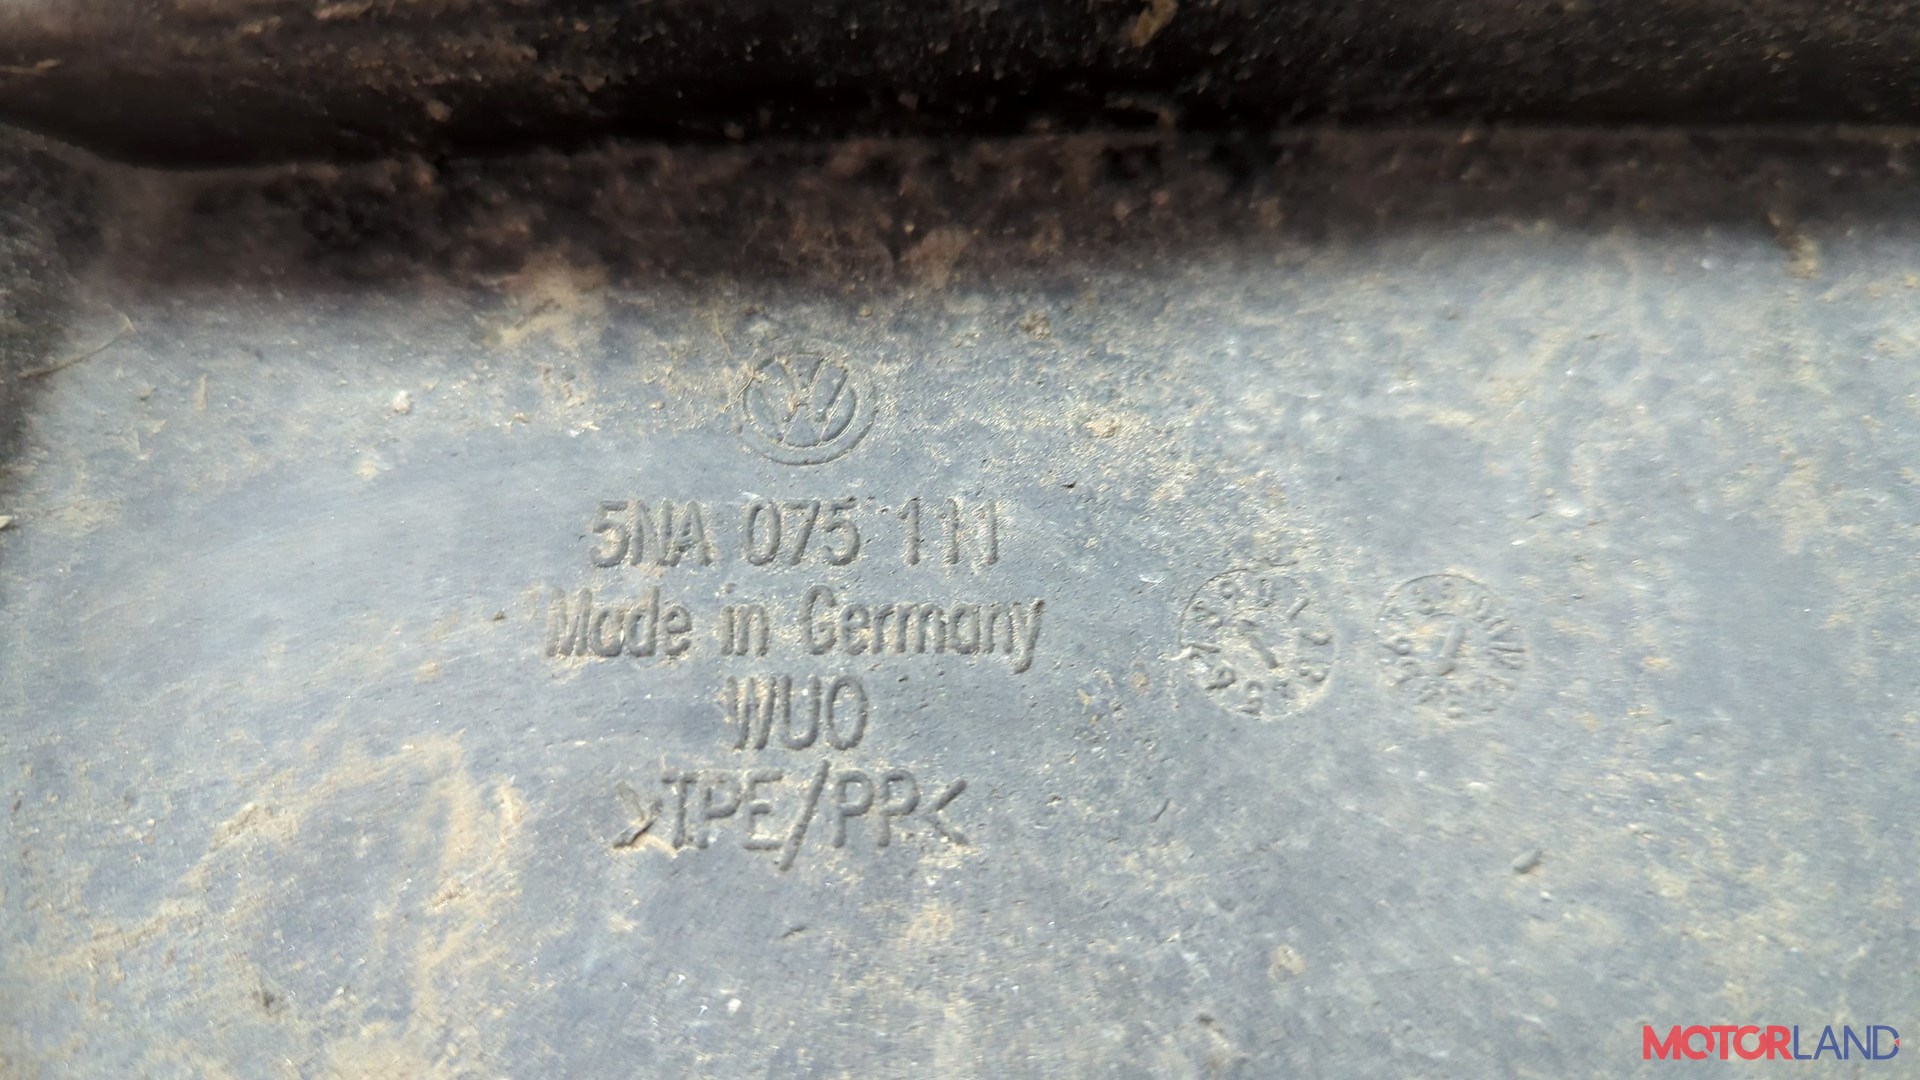 5NA 075 111
Made in Germany
WUO
>TPE/PP<
MOTORLAND